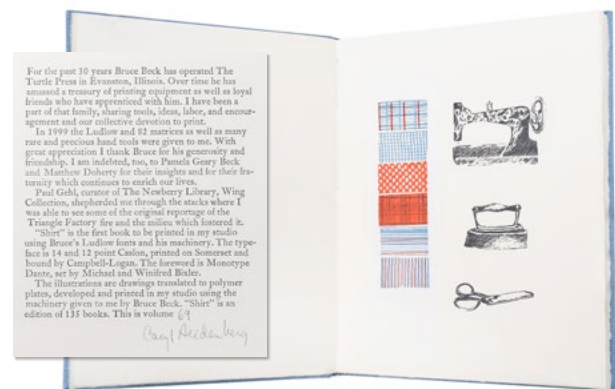 For the past 30 years Bruce Beck has operated The
Turtle Press in Evanston, Illinois. Over time he has
amassed a treasury of printing equipment as well as loyal
friends who have apprenticed with him. I have been a
part of that family, sharing tools, ideas, labor, and encour-
agement and our collective devotion to print.
In 1999 the Ludlow and 82 matrices as well as many
rare and precious hand tools were given to me. With
great appreciation I thank Bruce for his generosity and
friendship. I am indebted, too, to Pamela Geary Beck
and Matthew Doherty for their insights and for their fra-
ternity which continues to enrich our lives.
Paul Gehl, curator of The Newberry Library, Wing
Collection, shepherded me through the stacks where I
was able to see some of the original reportage of the
Triangle Factory fire and the milieu which fostered it.
"Shirt" is the first book to be printed in my studio
using Bruce's Ludlow fonts and his machinery. The type-
face is 14 and 12 point Caslon, printed on Somerset and
bound by Campbell-Logan. The foreword is Monotype
Dante, set by Michael and Winifred Bixler.
The illustrations are drawings translated to polymer
plates, developed and printed in my studio using the
machinery given to me by Bruce Beck. "Shirt" is an
edition of 135 books. This is volume 69
Caryl Seidenberg